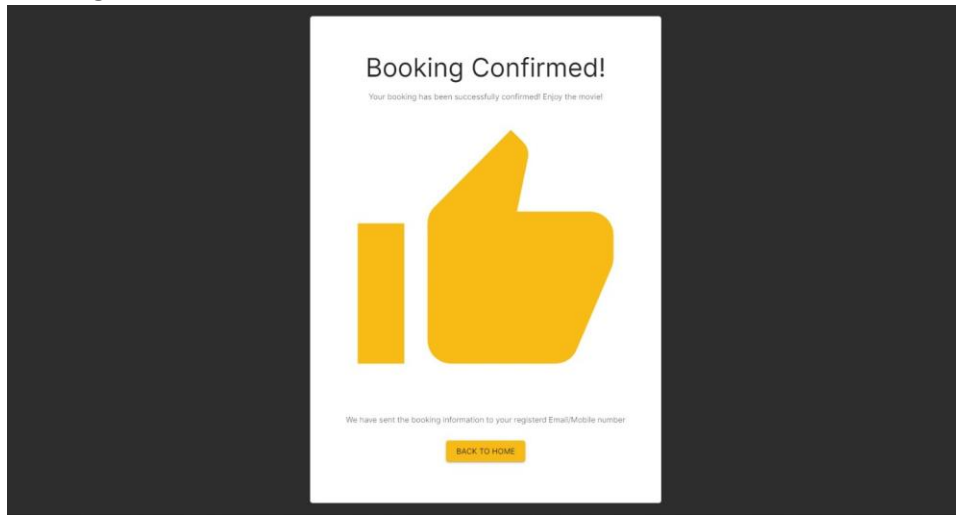 Booking Confirmed!
Your booking has been successfully confirmed! Enjoy the movie!
We have sent the booking information to your registerd Email/Mobile number
BACK TO HOME